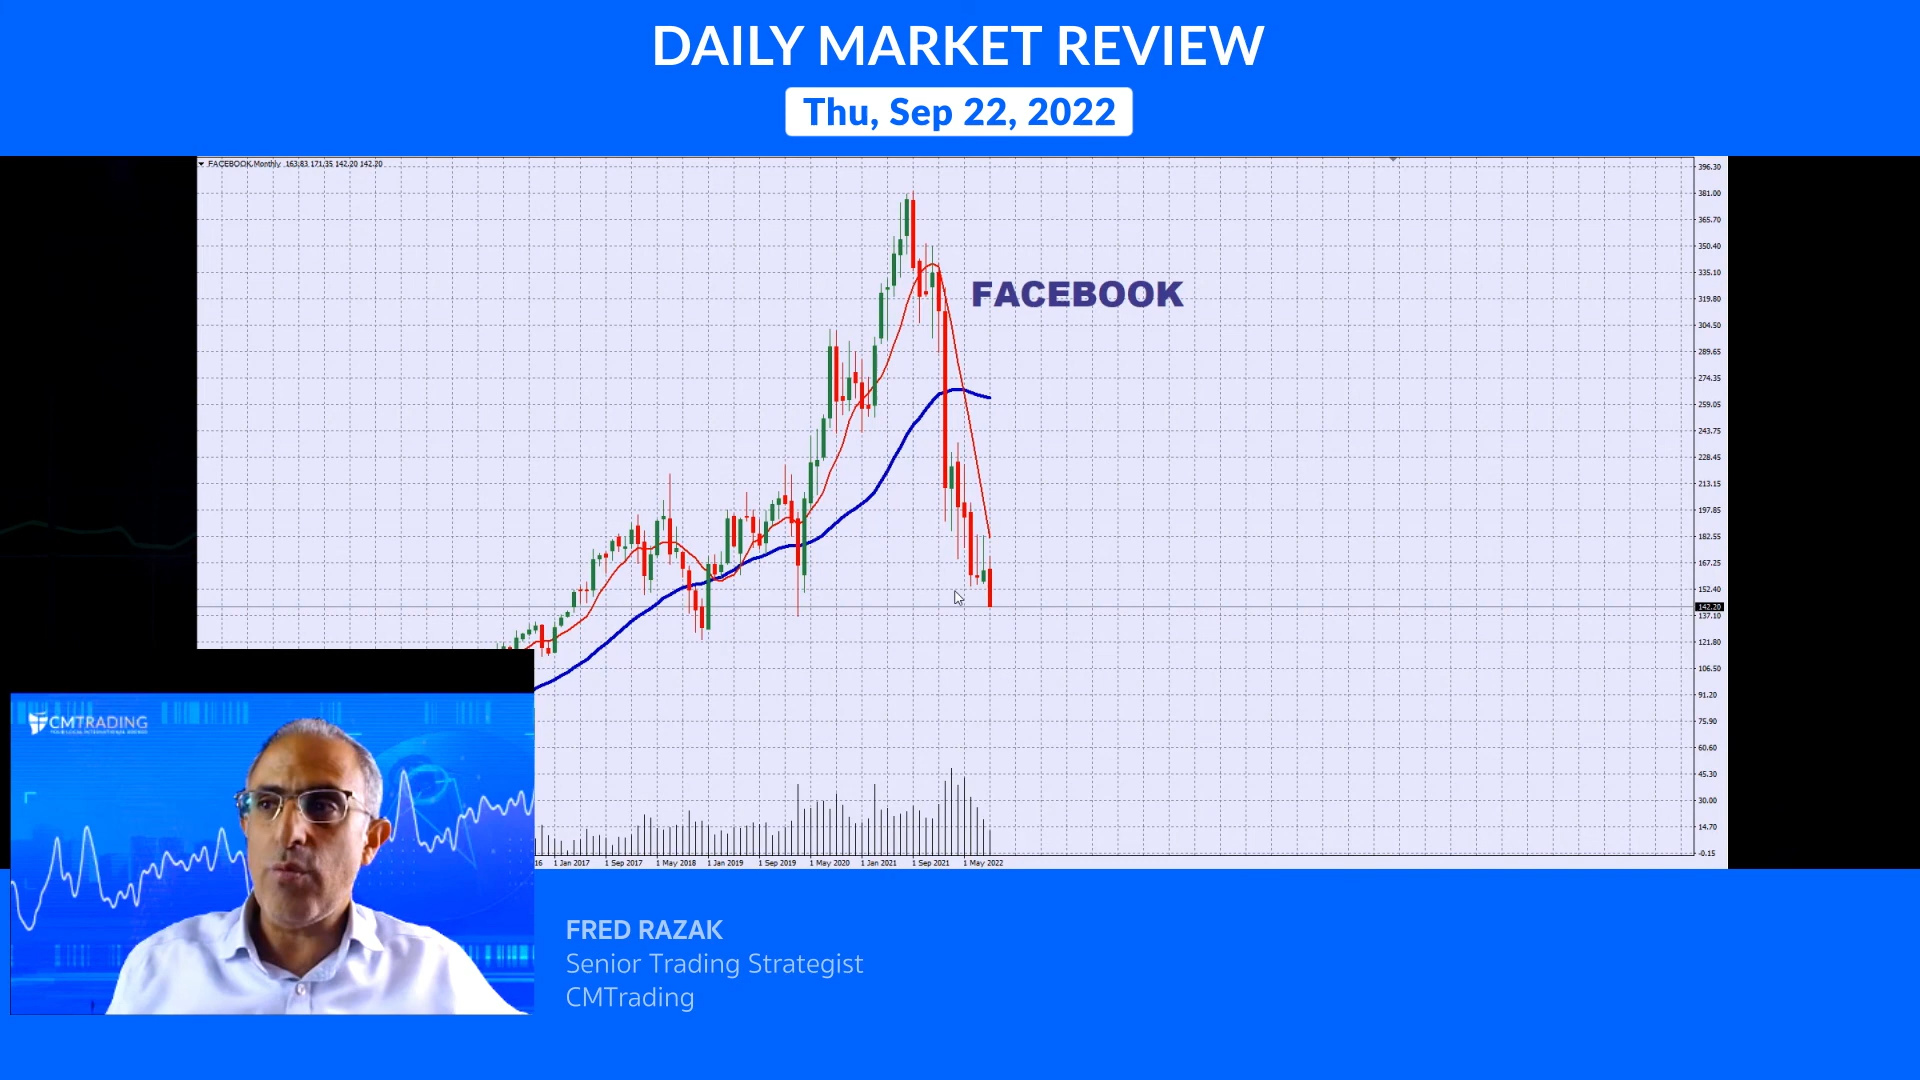 DAILY MARKET REVIEW
Thu, Sep 22, 2022
FACEBOOK,Monthly 163.83 171.35 142.20 142.20
396.30
381.00
365.70
350.40
335.10
FACEBOOK
319.80
304.50
289.65
274.35
259.05
243.75
228.45
213.15
197.85
182.55
167.25
152.40
142.20
137.10
121.80
106.50
91.20
75.90
60.60
45.30
30.00
14.70
-0.15
16 1 Jan 2017 1 Sep 2017 1 May 2018 1 Jan 2019 1 Sep 2019 1 May 2020 1 Jan 2021 1 Sep 2021 1 May 2022
CMTRADING
YOUR LOCAL INTERNATIONAL BROKER
FRED RAZAK
Senior Trading Strategist
CMTrading